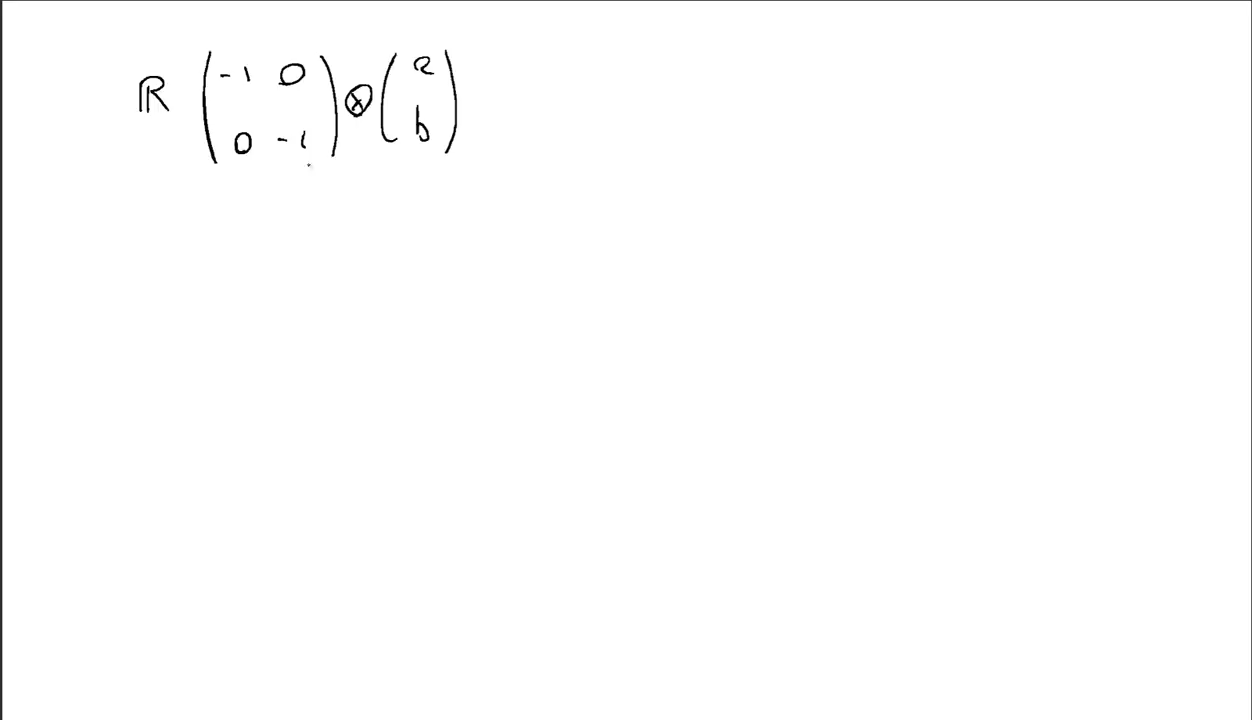 ℝ (-1 0
0 -1) ⊗ (a
b)